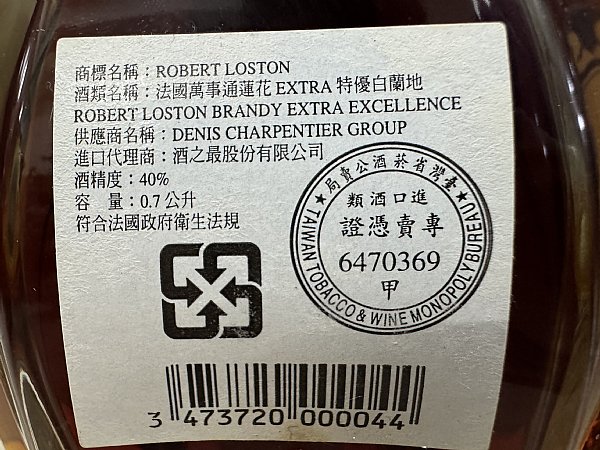 商標名稱：ROBERT LOSTON
酒類名稱：法國萬事通蓮花 EXTRA 特優白蘭地
ROBERT LOSTON BRANDY EXTRA EXCELLENCE
供應商名稱：DENIS CHARPENTIER GROUP
進口代理商：酒之最股份有限公司
酒精度：40%
容　量：0.7公升
符合法國政府衛生法規
局賣公酒菸省灣臺
類酒口進
證憑賣專
6470369
甲
TAIWAN TOBACCO & WINE MONOPOLY BUREAU
3 473720 000044